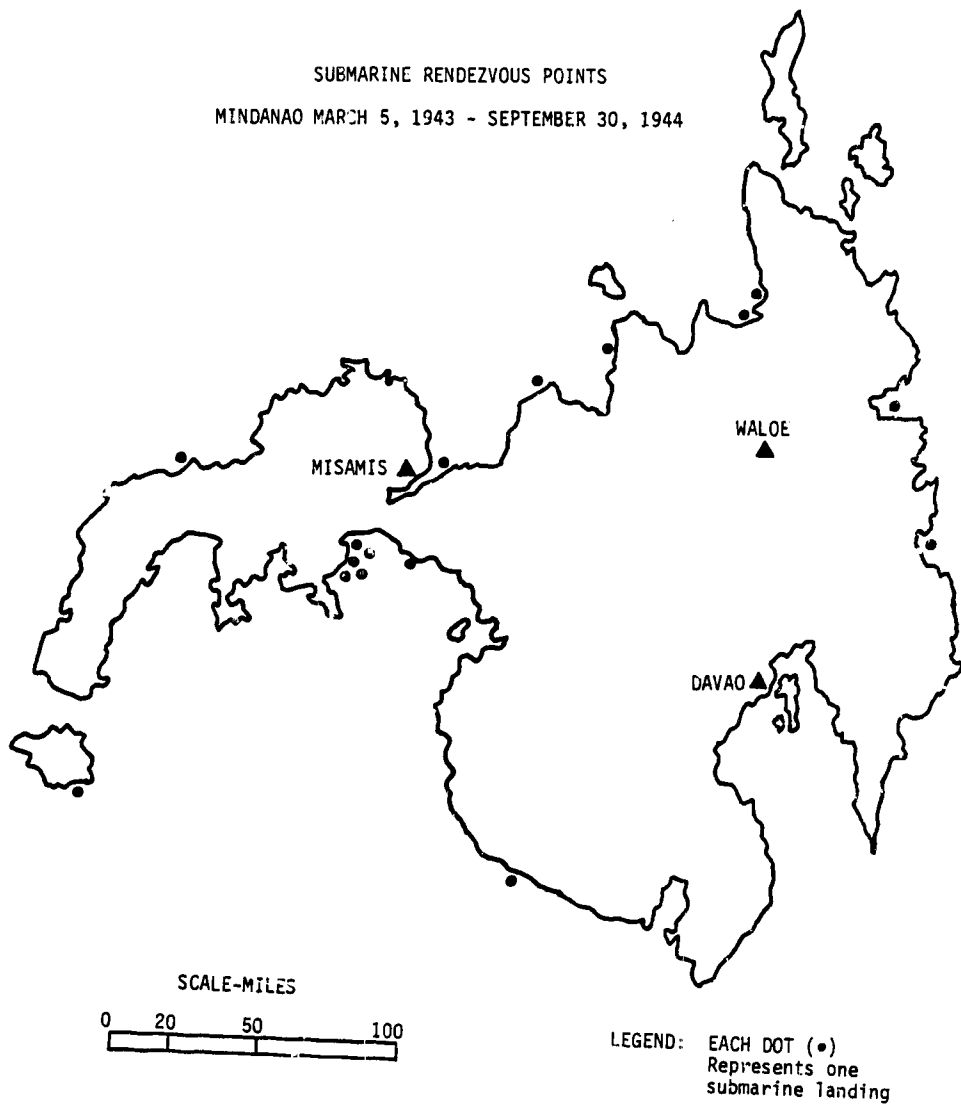 SUBMARINE RENDEZVOUS POINTS
MINDANAO MARCH 5, 1943 - SEPTEMBER 30, 1944
WALOE
MISAMIS
DAVAO
SCALE-MILES
0 20 50 100
LEGEND: EACH DOT (•)
Represents one
submarine landing